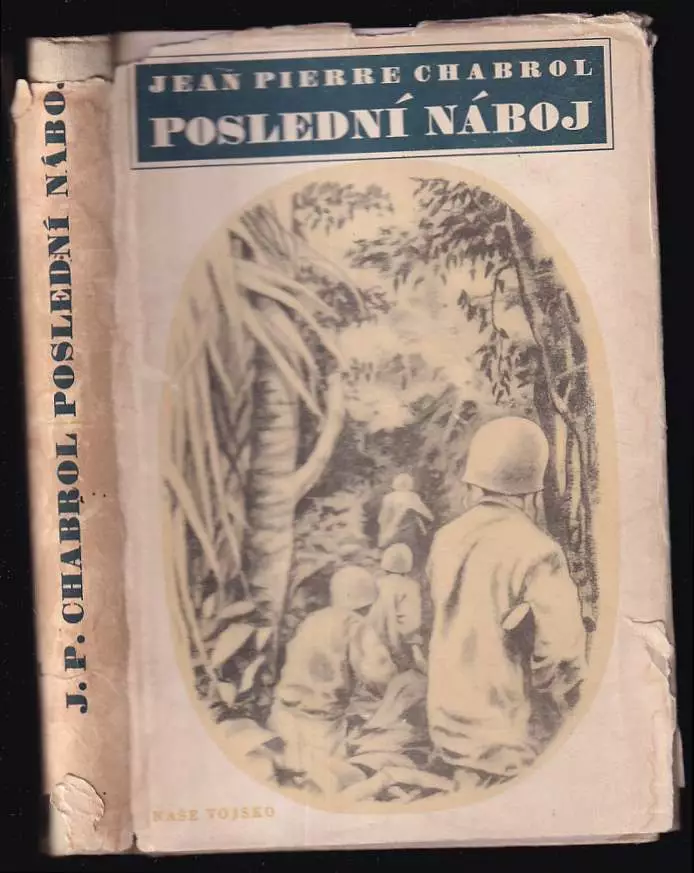 JEAN PIERRE CHABROL
POSLEDNÍ NÁBOJ
NAŠE VOJSKO
J. P. CHABROL POSLEDNÍ NÁBO